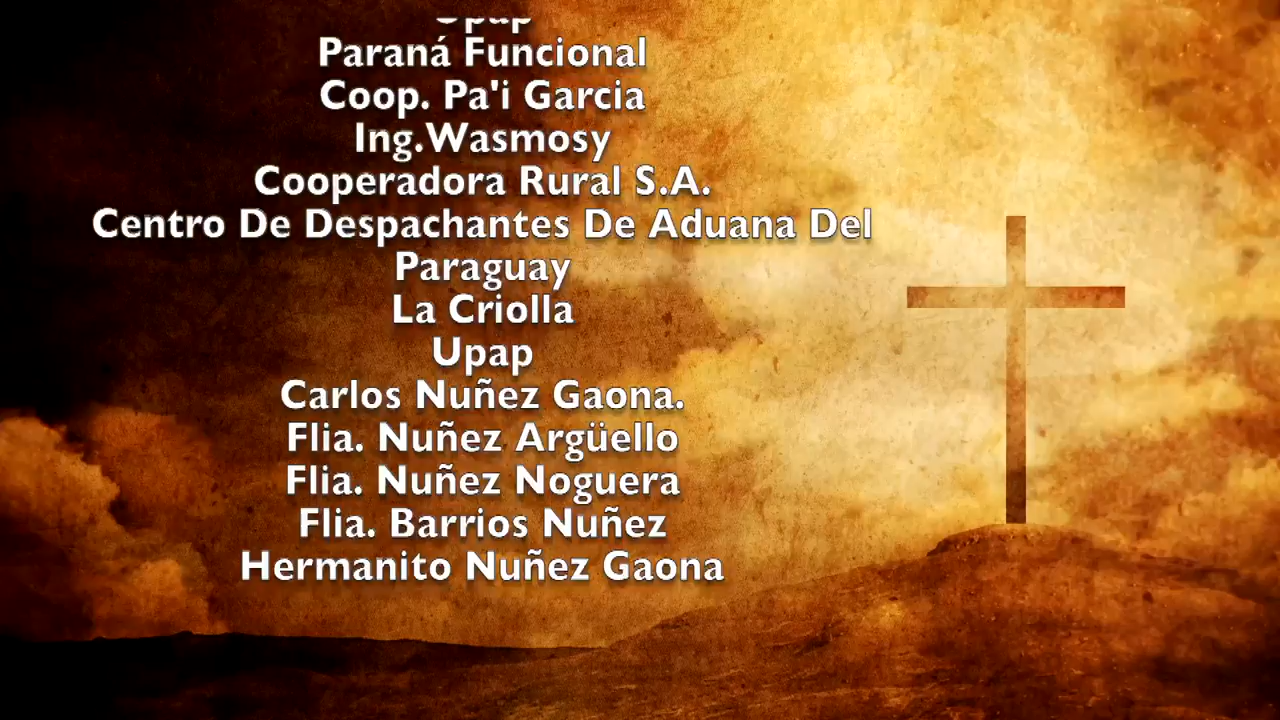 Paraná Funcional
Coop. Pa'i Garcia
Ing.Wasmosy
Cooperadora Rural S.A.
Centro De Despachantes De Aduana Del
Paraguay
La Criolla
Upap
Carlos Nuñez Gaona.
Flia. Nuñez Argüello
Flia. Nuñez Noguera
Flia. Barrios Nuñez
Hermanito Nuñez Gaona